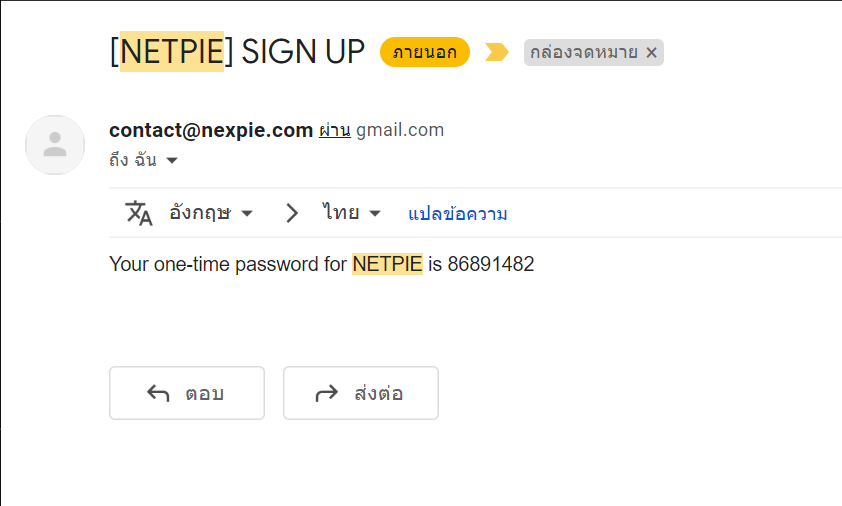 [NETPIE] SIGN UP ภายนอก กล่องจดหมาย ×
contact@nexpie.com ผ่าน gmail.com
ถึง ฉัน
อังกฤษ > ไทย แปลข้อความ
Your one-time password for NETPIE is 86891482
ตอบ ส่งต่อ